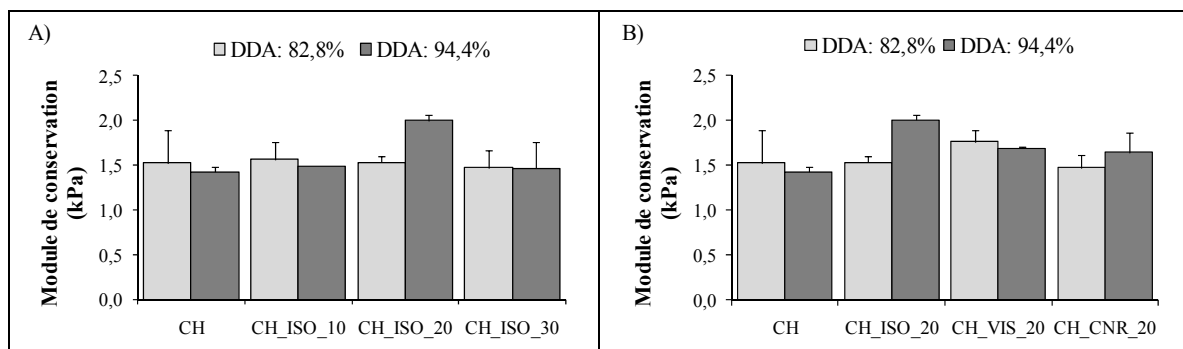 A)
DDA: 82,8% DDA: 94,4%
Module de conservation
(kPa)
2,5
2,0
1,5
1,0
0,5
0,0
CH CH_ISO_10 CH_ISO_20 CH_ISO_30
B)
DDA: 82,8% DDA: 94,4%
Module de conservation
(kPa)
2,5
2,0
1,5
1,0
0,5
0,0
CH CH_ISO_20 CH_VIS_20 CH_CNR_20